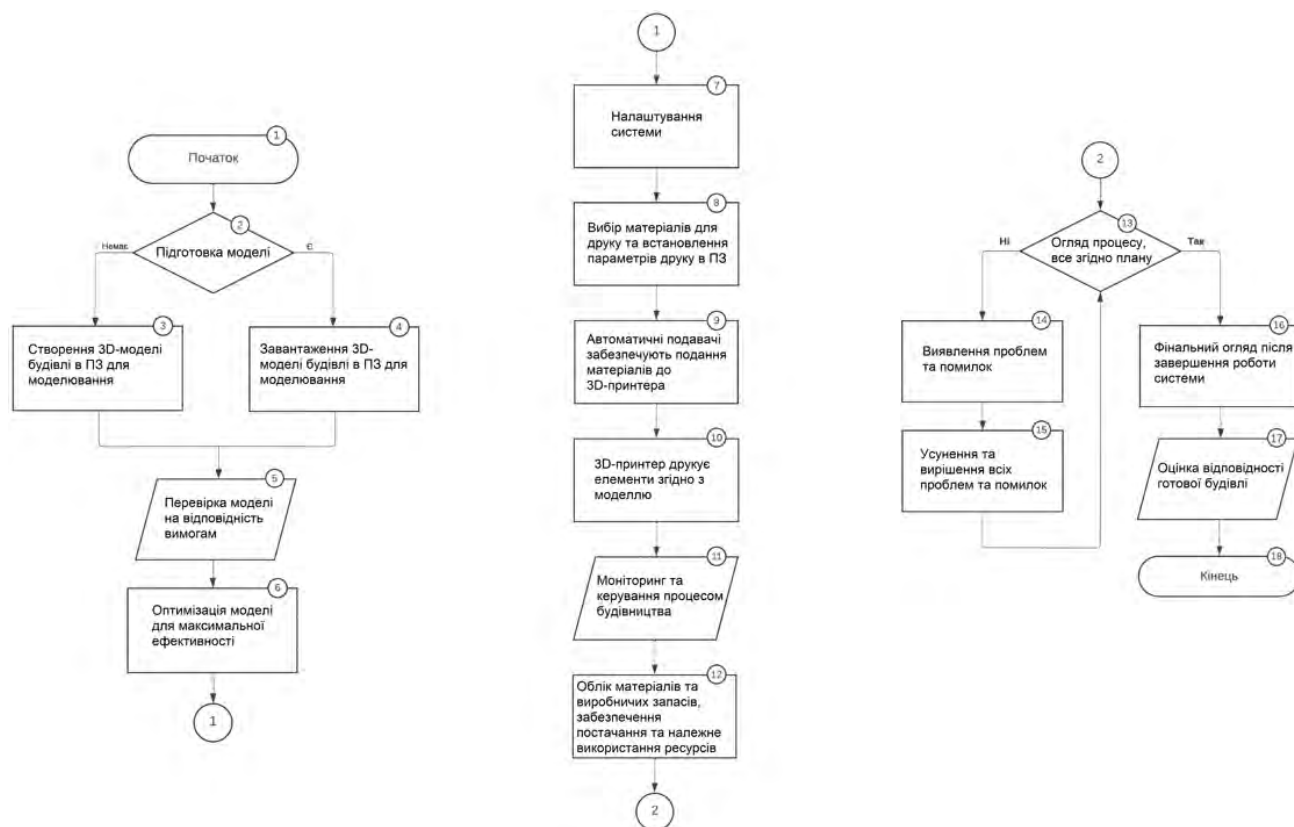 1
Початок
2
Підготовка моделі
Немає
Є
3
Створення 3D-моделі
будівлі в ПЗ для
моделювання
4
Завантаження 3D-
моделі будівлі в ПЗ для
моделювання
5
Перевірка моделі
на відповідність
вимогам
6
Оптимізація моделі
для максимальної
ефективності
1
1
7
Налаштування
системи
8
Вибір матеріалів для
друку та встановлення
параметрів друку в ПЗ
9
Автоматичні подавачі
забезпечують подання
матеріалів до
3D-принтера
10
3D-принтер друкує
елементи згідно з
моделлю
11
Моніторинг та
керування процесом
будівництва
12
Облік матеріалів та
виробничих запасів,
забезпечення
постачання та належне
використання ресурсів
2
2
13
Огляд процесу,
все згідно плану
Ні
Так
14
Виявлення проблем
та помилок
15
Усунення та
вирішення всіх
проблем та помилок
16
Фінальний огляд після
завершення роботи
системи
17
Оцінка відповідності
готової будівлі
18
Кінець